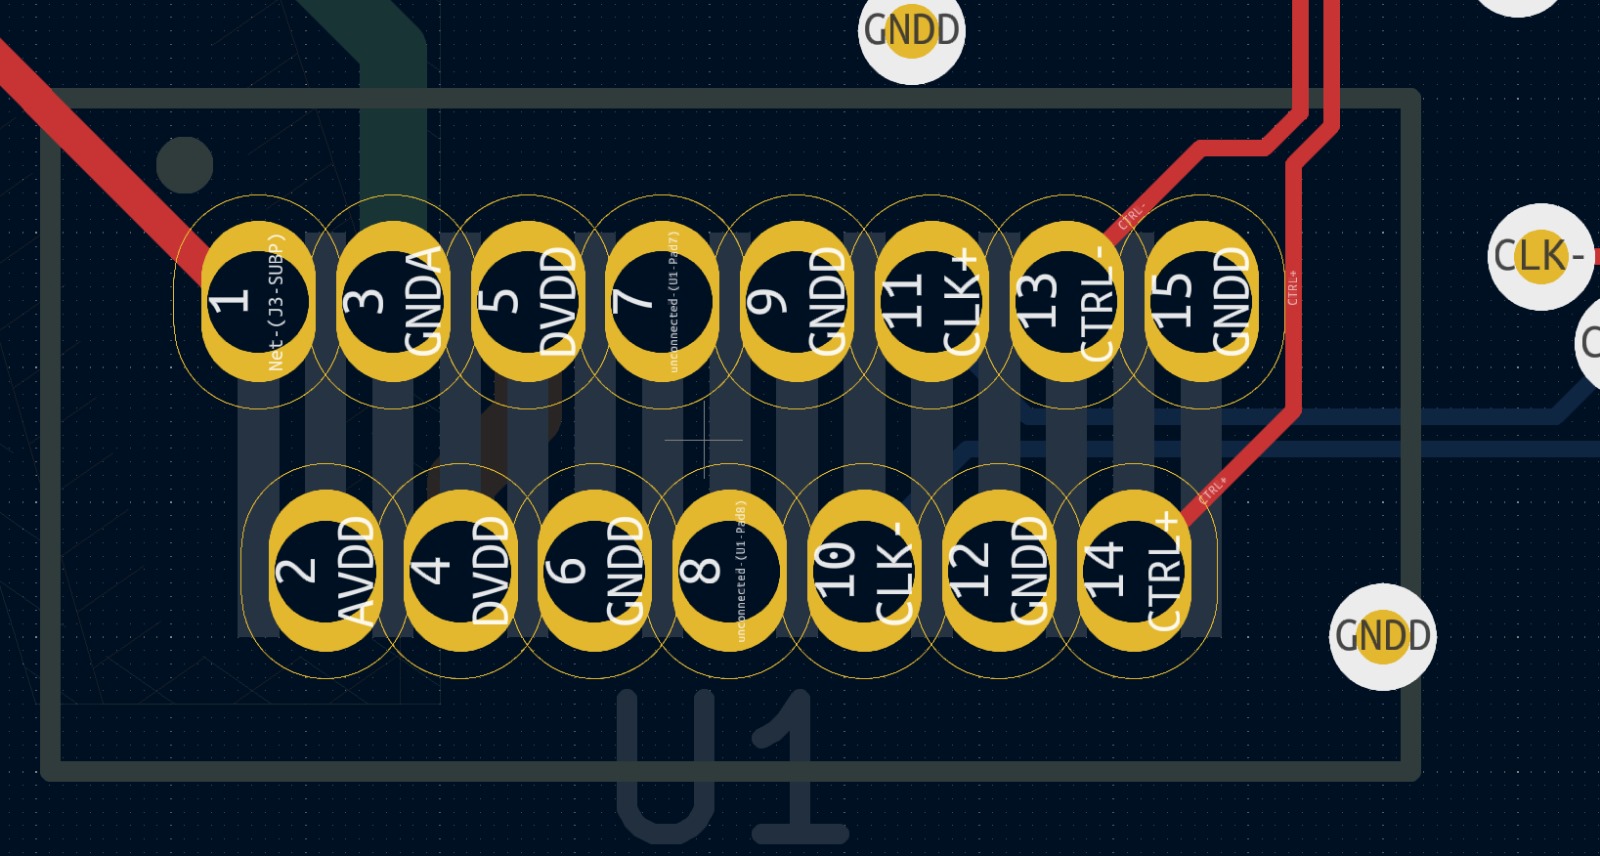 GNDD
CTRL-
1 Net-(J3-SUBP)
3 GNDA
5 DVDD
7 unconnected-(U1-Pad7)
9 GNDD
11 CLK+
13 CTRL-
15 GNDD
CTRL+
CLK-
C
CTRL+
2 AVDD
4 DVDD
6 GNDD
8 unconnected-(U1-Pad8)
10 CLK-
12 GNDD
14 CTRL+
GNDD
U1